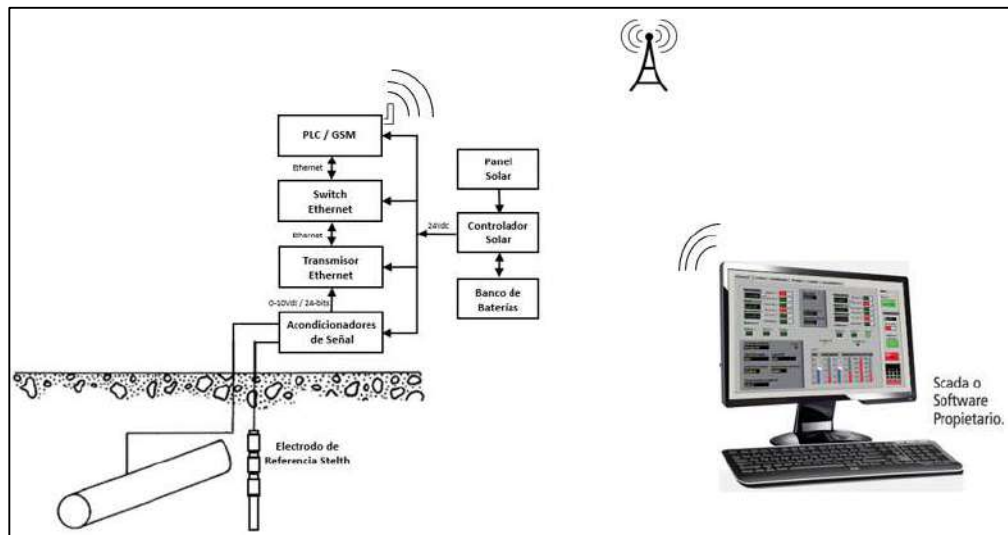 PLC / GSM
Ethernet
Switch
Ethernet
Ethernet
Transmisor
Ethernet
0-10Vdc / 24-bits
Acondicionadores
de Señal
Panel
Solar
24Vdc
Controlador
Solar
Banco de
Baterías
Electrodo de
Referencia Stelth
Scada o
Software
Propietario.